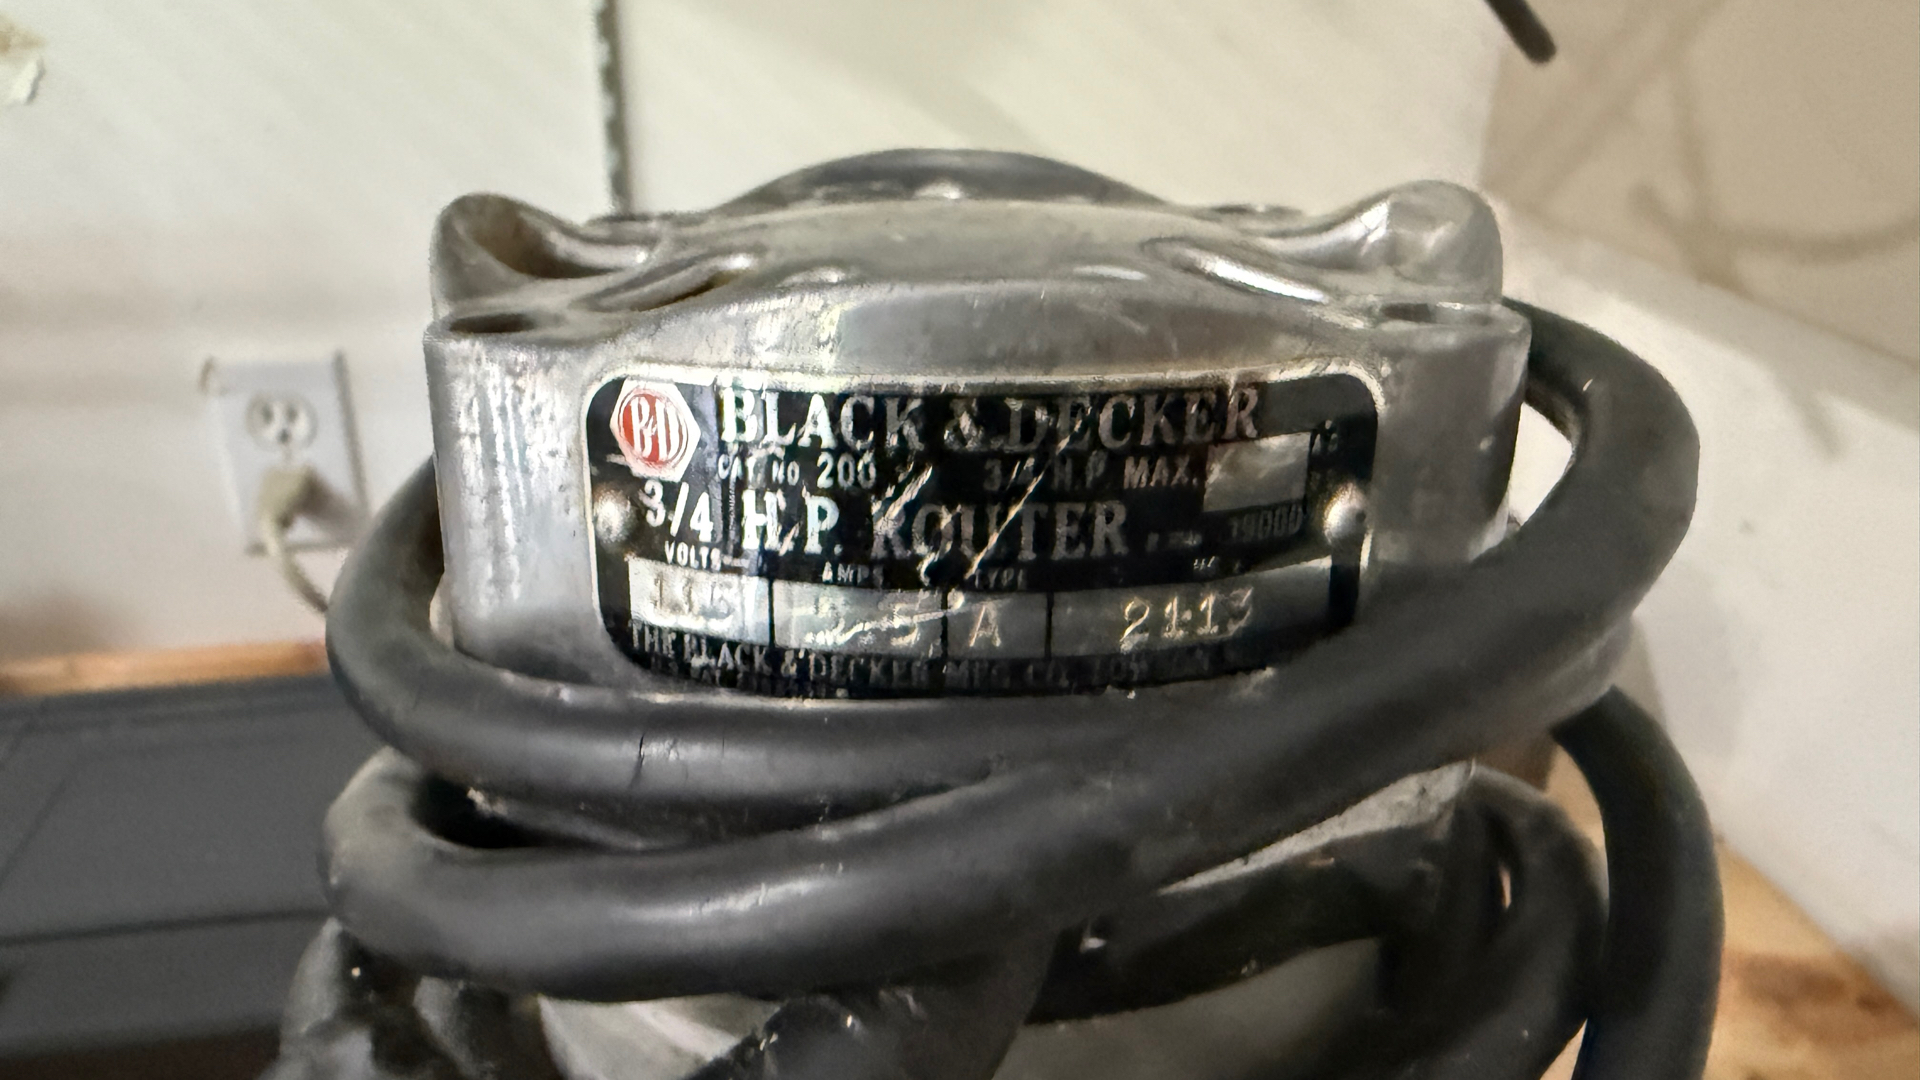 B&D
BLACK & DECKER
CAT. NO. 200 3/4 H.P. MAX.
3/4 H.P. ROUTER
VOLTS AMPS TYPE
A 2113
THE BLACK & DECKER MFG. CO.